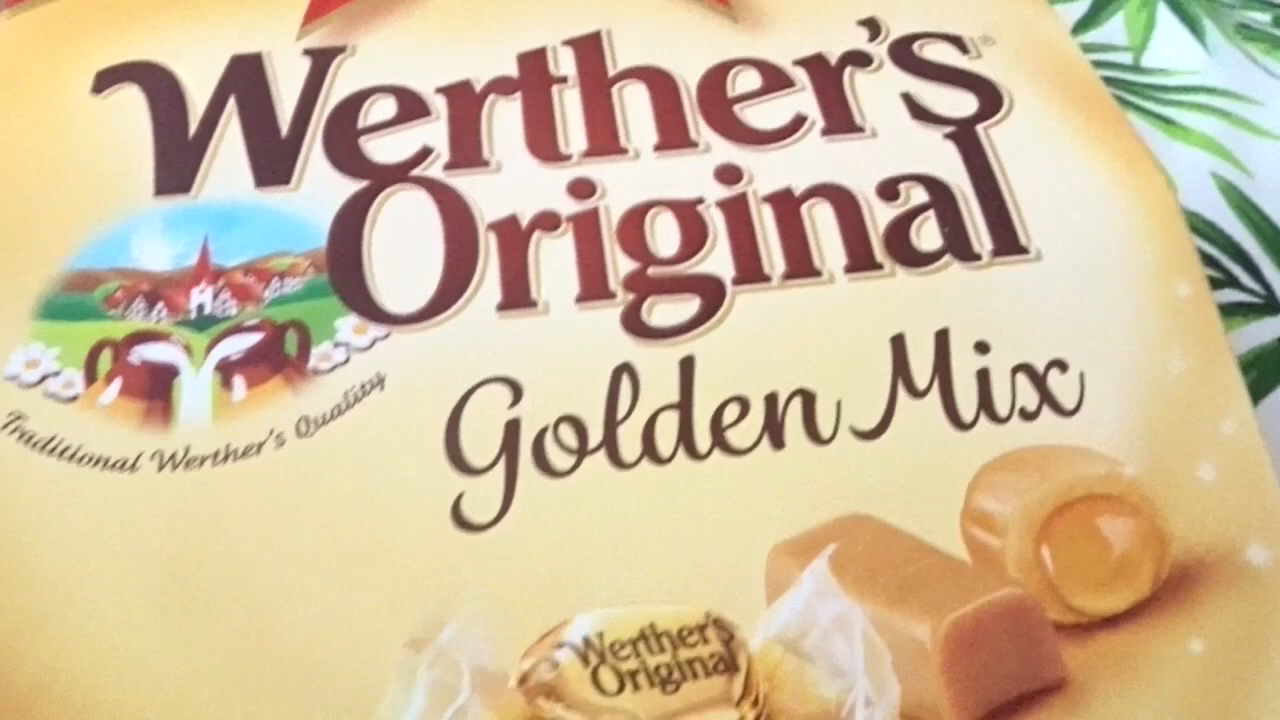 Werther's
Original®
Golden Mix
Traditional Werther's Quality
Werther's
Original